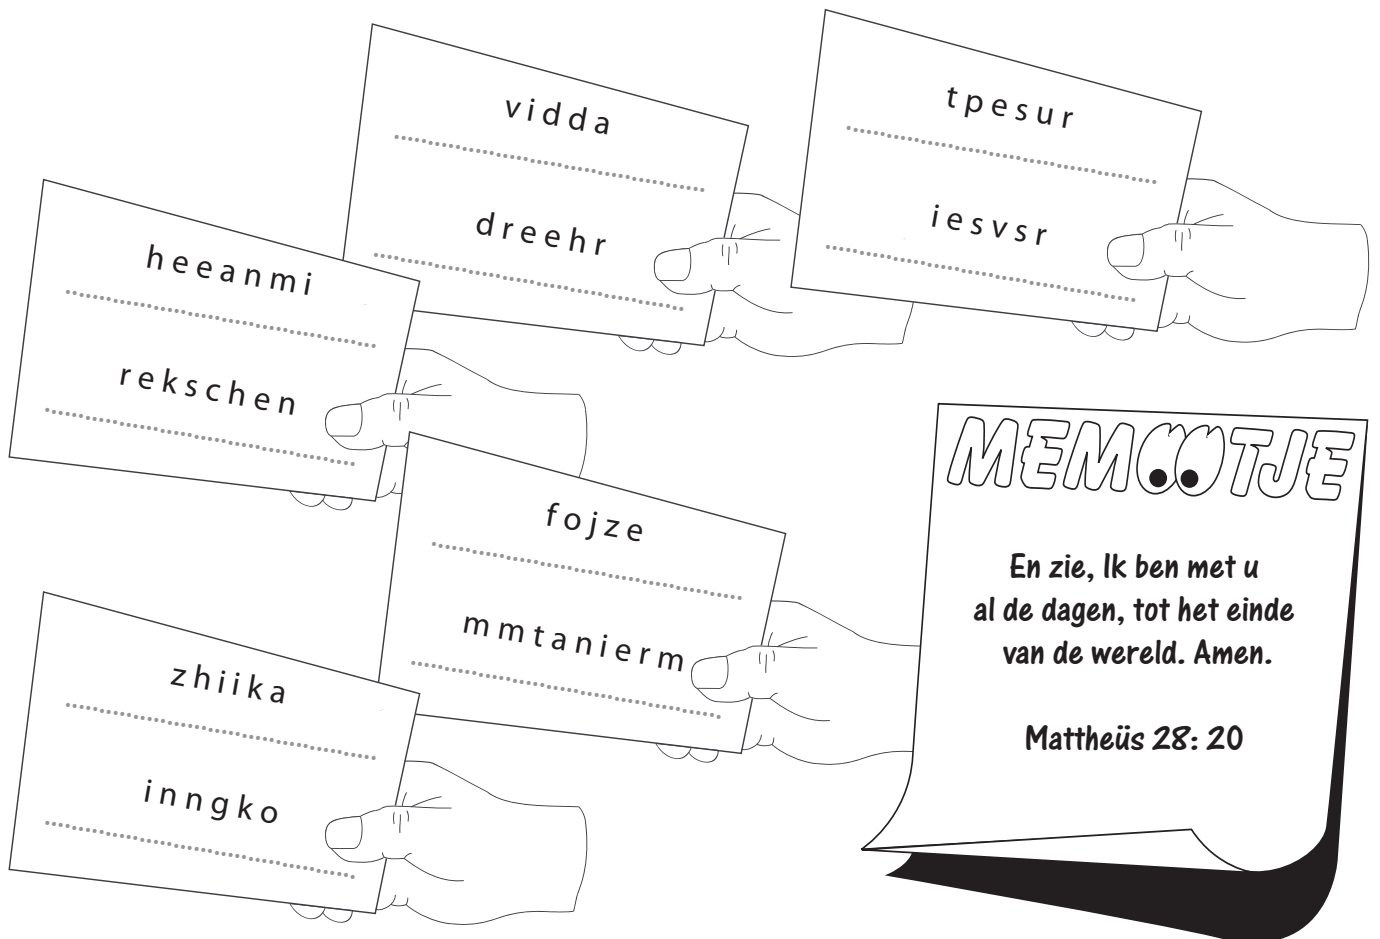 vidda
dreehr
tpesur
iesvsr
heeanmi
rekschen
fojze
mmtanierm
zhiika
inngko
MEMOOTJE
En zie, Ik ben met u
al de dagen, tot het einde
van de wereld. Amen.
Mattheüs 28: 20